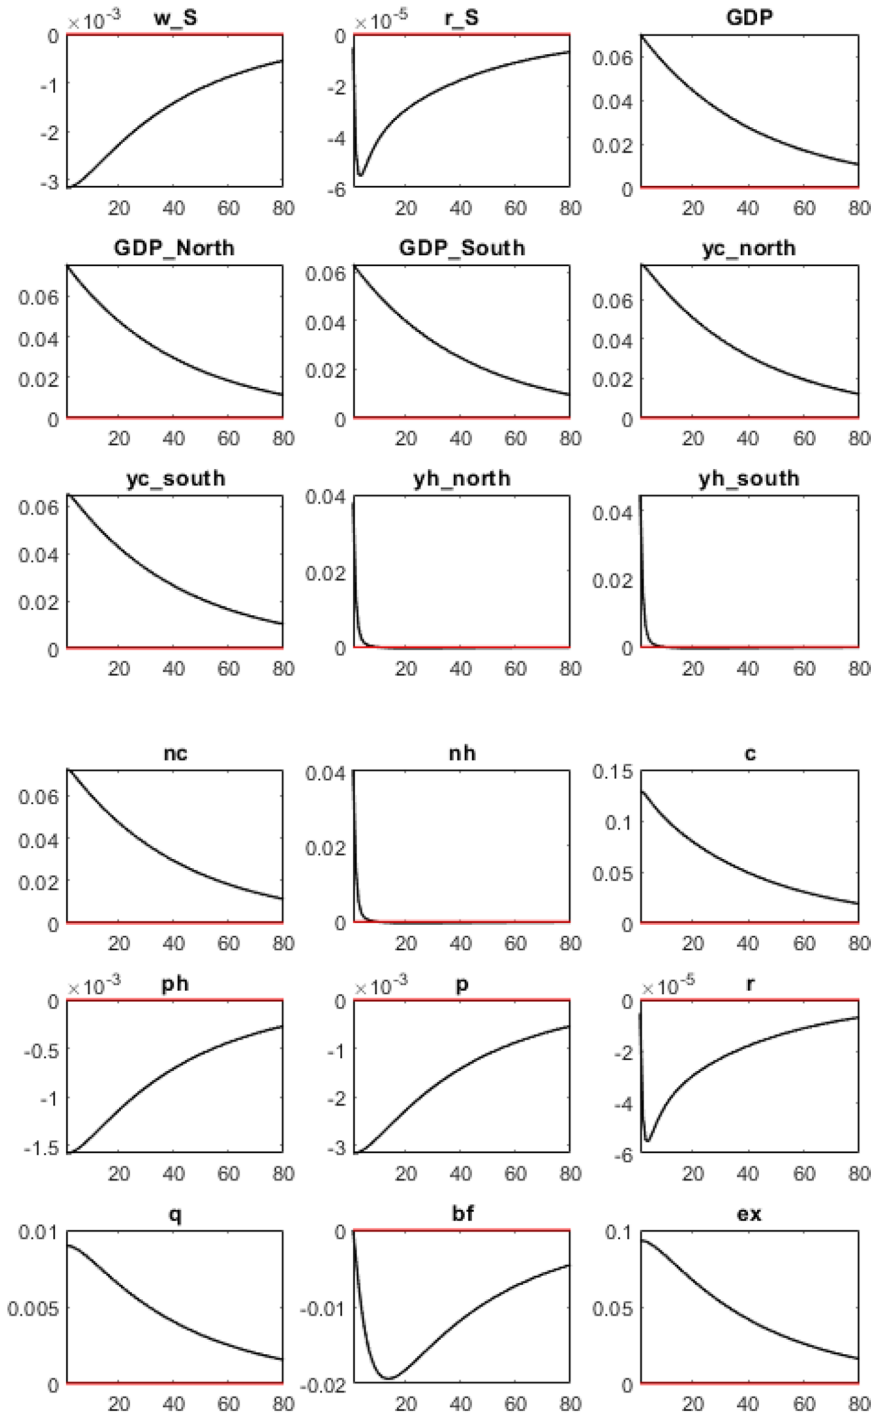 ×10⁻³ w_S r_S GDP
×10⁻⁵
0 0 0.06
-1 -2 0.04
-2 -4 0.02
-3 -6 0
20 40 60 80 20 40 60 80 20 40 60 80
GDP_North GDP_South yc_north
0.06 0.06 0.06
0.04 0.04 0.04
0.02 0.02 0.02
0 0 0
20 40 60 80 20 40 60 80 20 40 60 80
yc_south yh_north yh_south
0.06 0.04 0.04
0.04 0.02 0.02
0.02
0 0 0
20 40 60 80 20 40 60 80 20 40 60 80
nc nh c
0.06 0.04 0.15
0.04 0.02 0.1
0.02 0.05
0 0 0
20 40 60 80 20 40 60 80 20 40 60 80
ph p r
×10⁻³ ×10⁻³ ×10⁻⁵
0 0 0
-0.5 -1 -2
-1 -2 -4
-1.5 -3 -6
20 40 60 80 20 40 60 80 20 40 60 80
q bf ex
0.01 0 0.1
0.005 -0.01 0.05
0 -0.02 0
20 40 60 80 20 40 60 80 20 40 60 80